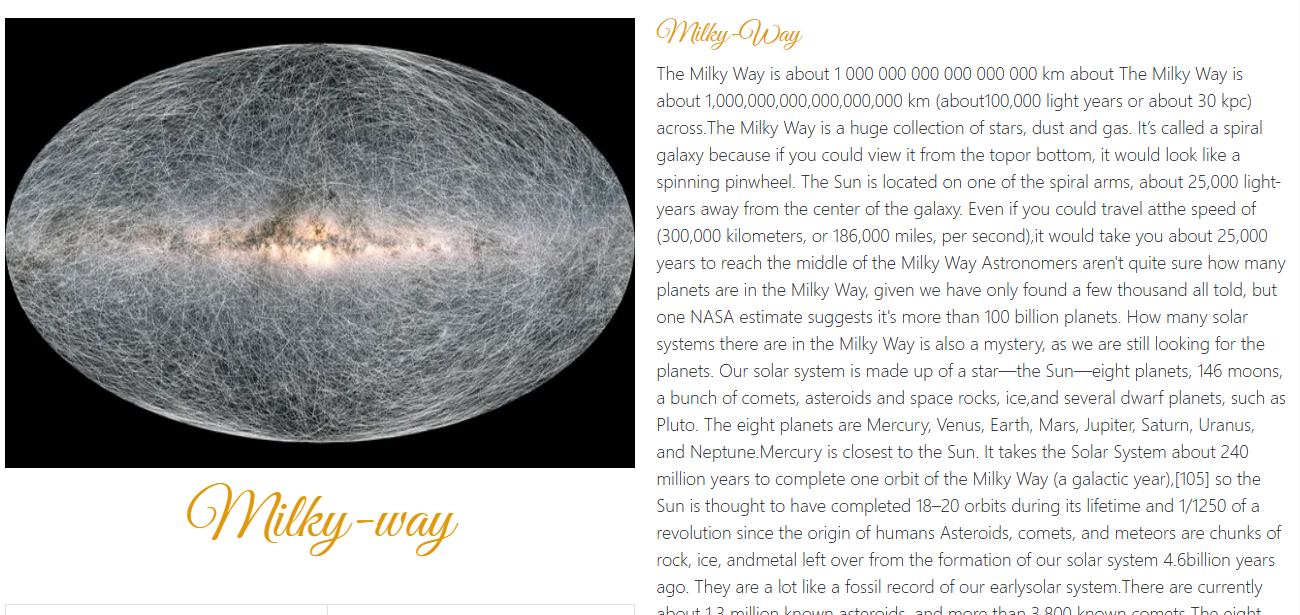 Milky-way
Milky-Way
The Milky Way is about 1 000 000 000 000 000 000 km about The Milky Way is
about 1,000,000,000,000,000,000 km (about100,000 light years or about 30 kpc)
across.The Milky Way is a huge collection of stars, dust and gas. It’s called a spiral
galaxy because if you could view it from the topor bottom, it would look like a
spinning pinwheel. The Sun is located on one of the spiral arms, about 25,000 light-
years away from the center of the galaxy. Even if you could travel atthe speed of
(300,000 kilometers, or 186,000 miles, per second),it would take you about 25,000
years to reach the middle of the Milky Way Astronomers aren't quite sure how many
planets are in the Milky Way, given we have only found a few thousand all told, but
one NASA estimate suggests it's more than 100 billion planets. How many solar
systems there are in the Milky Way is also a mystery, as we are still looking for the
planets. Our solar system is made up of a star—the Sun—eight planets, 146 moons,
a bunch of comets, asteroids and space rocks, ice,and several dwarf planets, such as
Pluto. The eight planets are Mercury, Venus, Earth, Mars, Jupiter, Saturn, Uranus,
and Neptune.Mercury is closest to the Sun. It takes the Solar System about 240
million years to complete one orbit of the Milky Way (a galactic year),[105] so the
Sun is thought to have completed 18–20 orbits during its lifetime and 1/1250 of a
revolution since the origin of humans Asteroids, comets, and meteors are chunks of
rock, ice, andmetal left over from the formation of our solar system 4.6billion years
ago. They are a lot like a fossil record of our earlysolar system.There are currently
about 1.3 million known asteroids, and more than 3,800 known comets.The eight